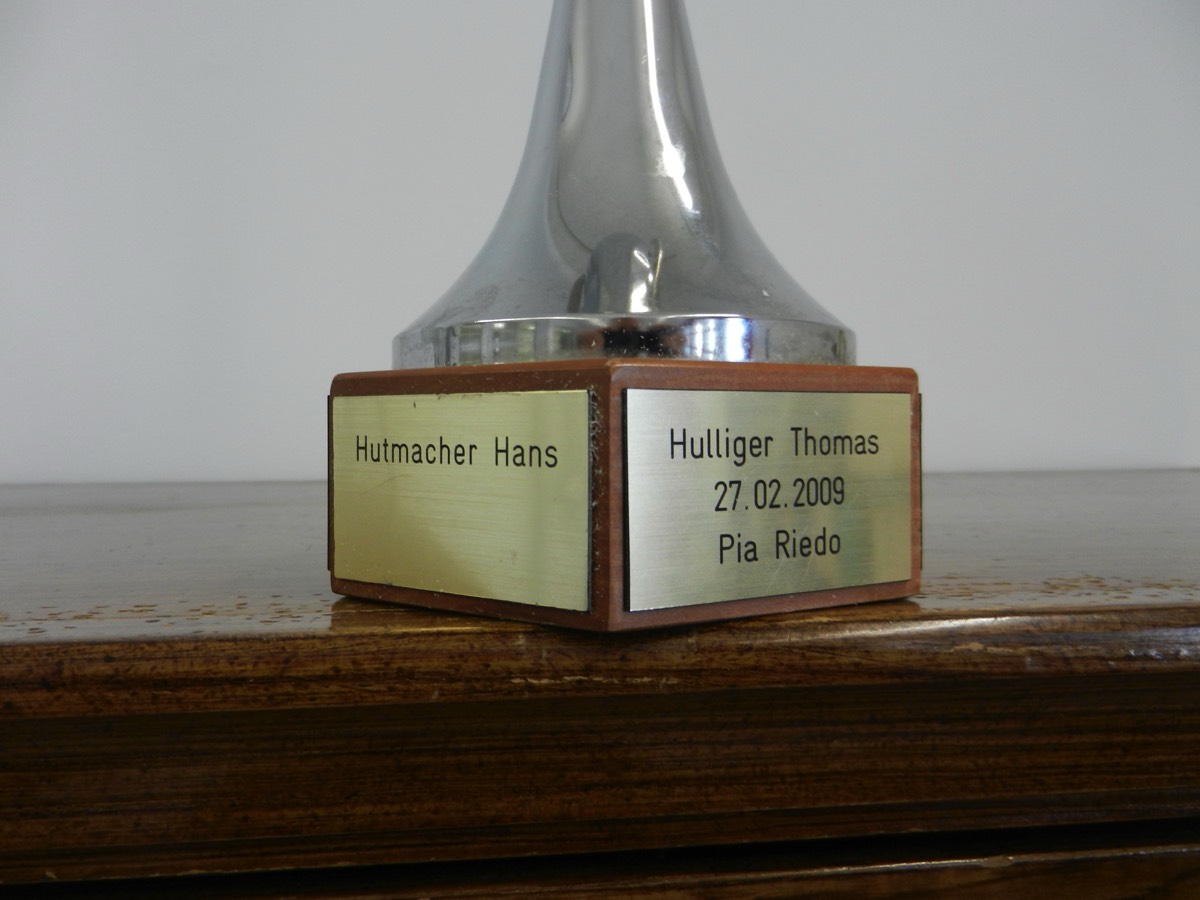 Hutmacher Hans
Hulliger Thomas
27.02.2009
Pia Riedo